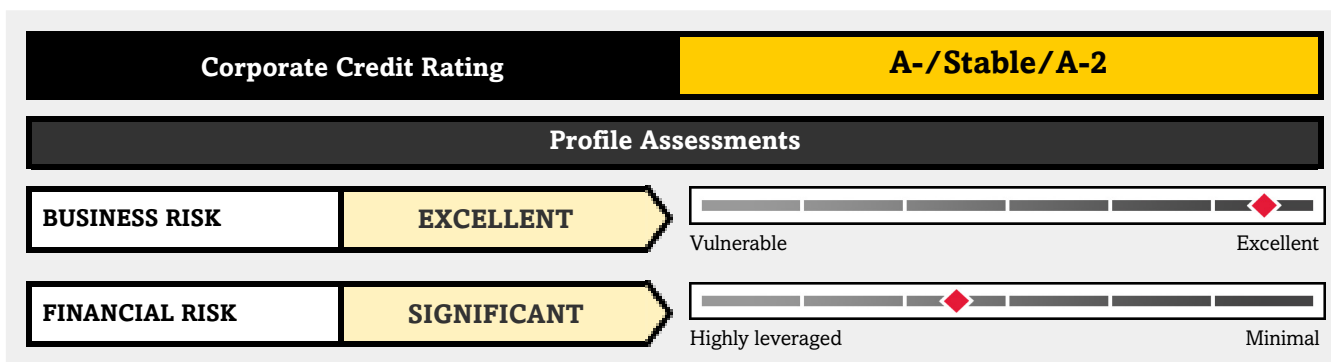 Corporate Credit Rating
A-/Stable/A-2
Profile Assessments
BUSINESS RISK
EXCELLENT
Vulnerable
Excellent
FINANCIAL RISK
SIGNIFICANT
Highly leveraged
Minimal